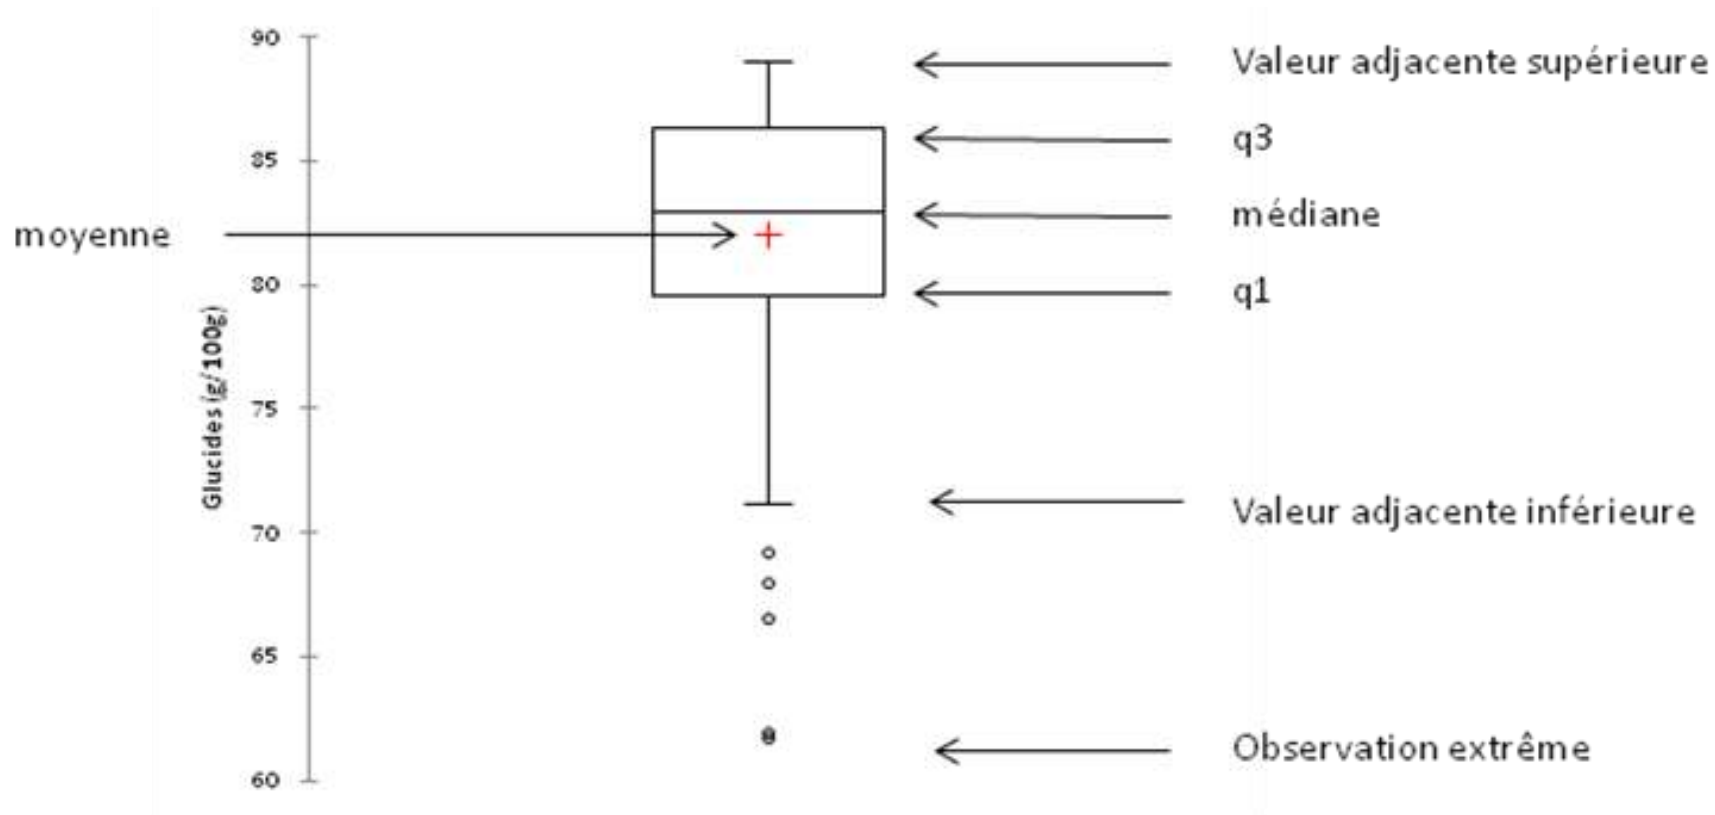 90
Valeur adjacente supérieure
q3
85
médiane
moyenne
80
q1
Glucides (g/100g)
75
Valeur adjacente inférieure
70
65
Observation extrême
60